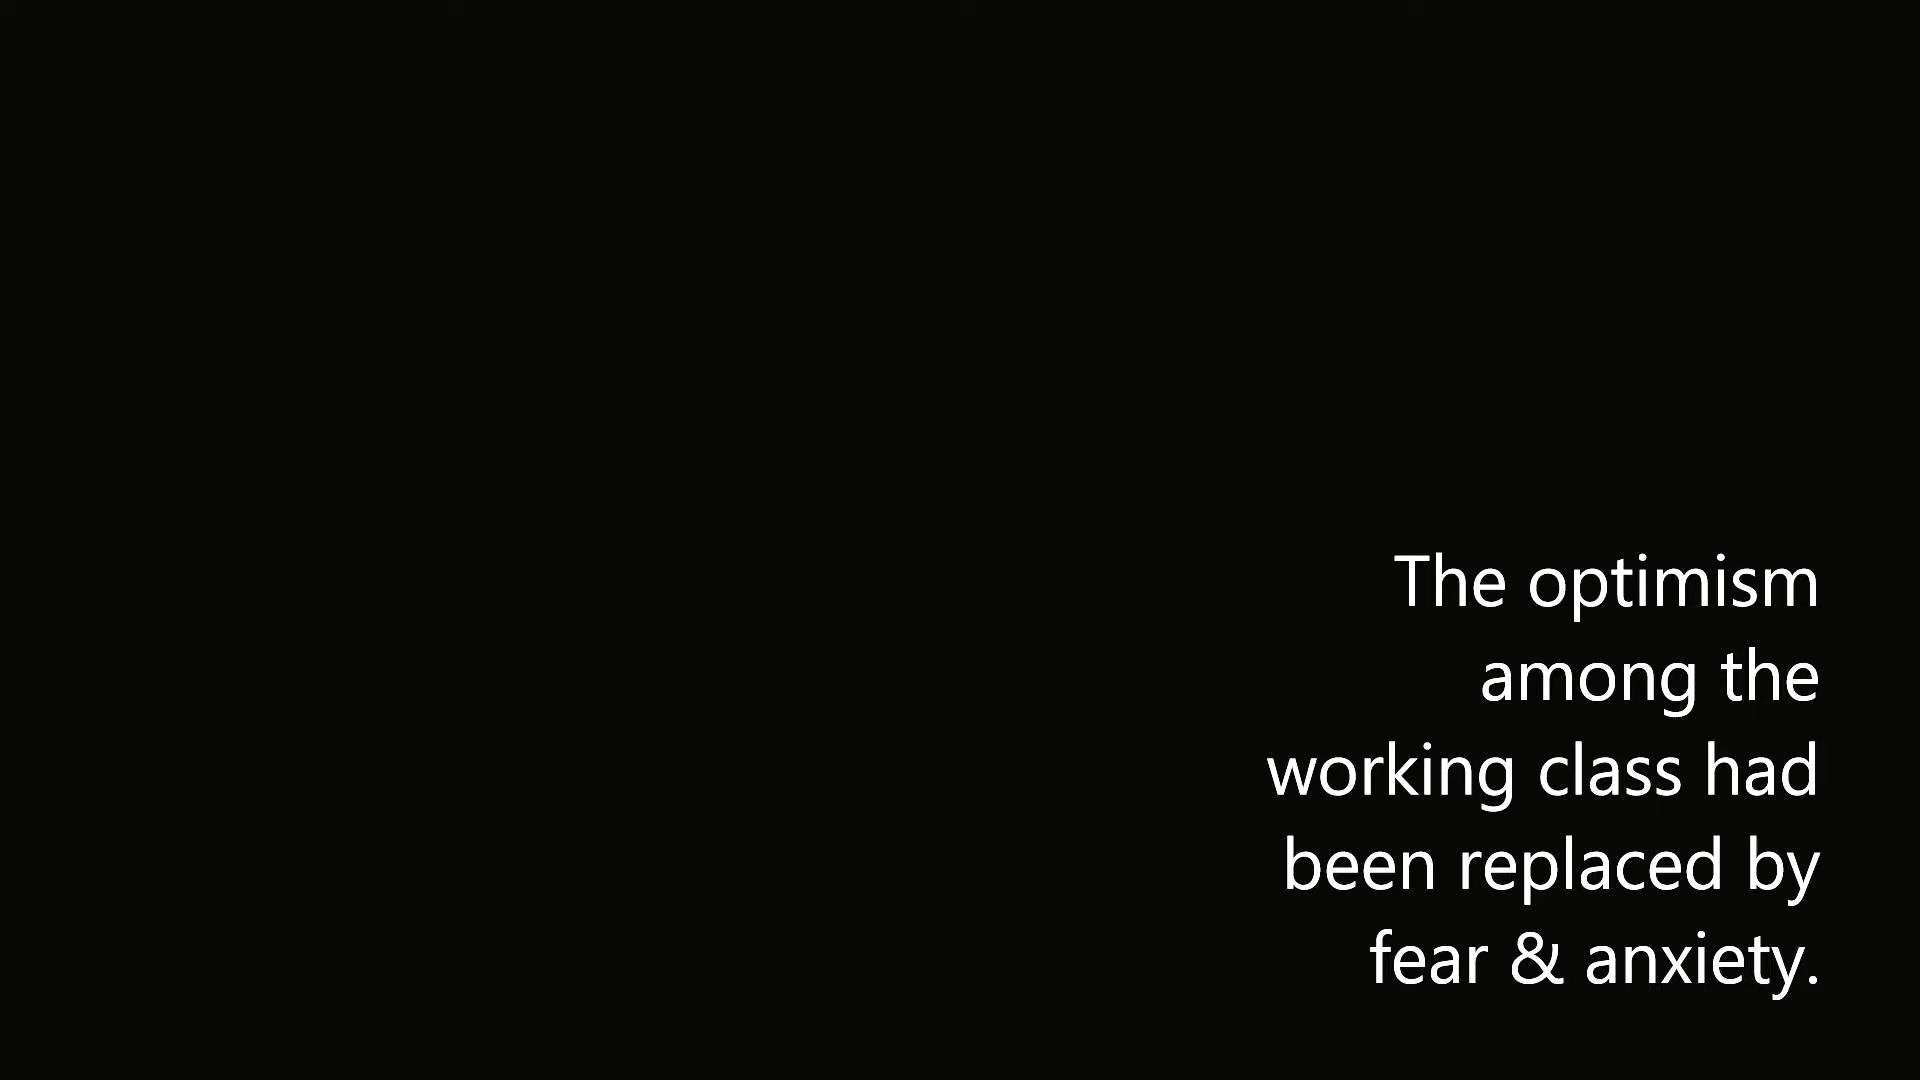 The optimism
among the
working class had
been replaced by
fear & anxiety.